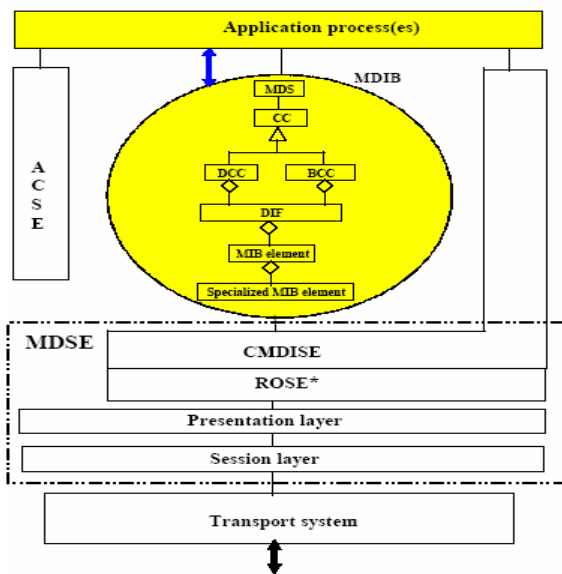 Application process(es)
MDIB
MDS
CC
A
C
S
E
DCC
BCC
DIF
MIB element
Specialized MIB element
MDSE
CMDISE
ROSE*
Presentation layer
Session layer
Transport system